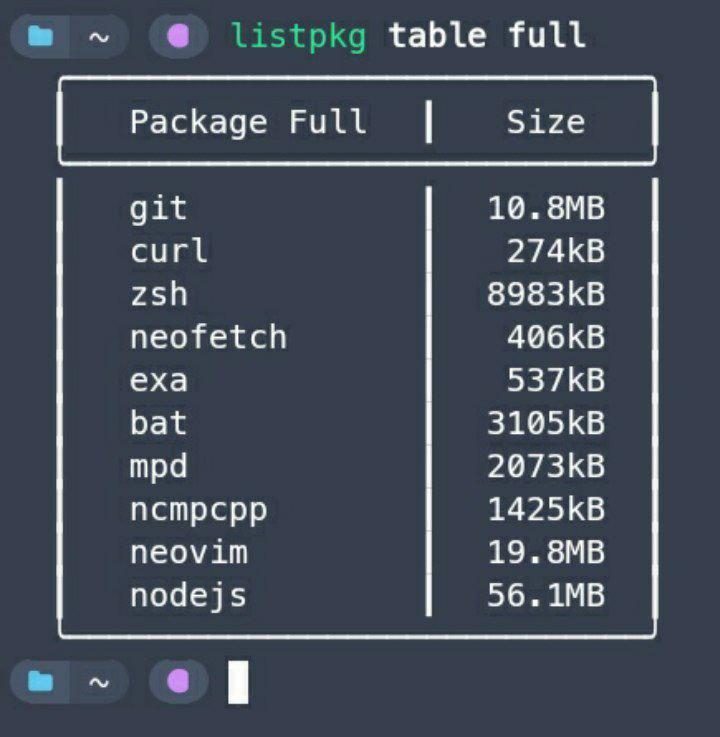 ~ listpkg table full
Package Full | Size
git | 10.8MB
curl | 274kB
zsh | 8983kB
neofetch | 406kB
exa | 537kB
bat | 3105kB
mpd | 2073kB
ncmpcpp | 1425kB
neovim | 19.8MB
nodejs | 56.1MB
~